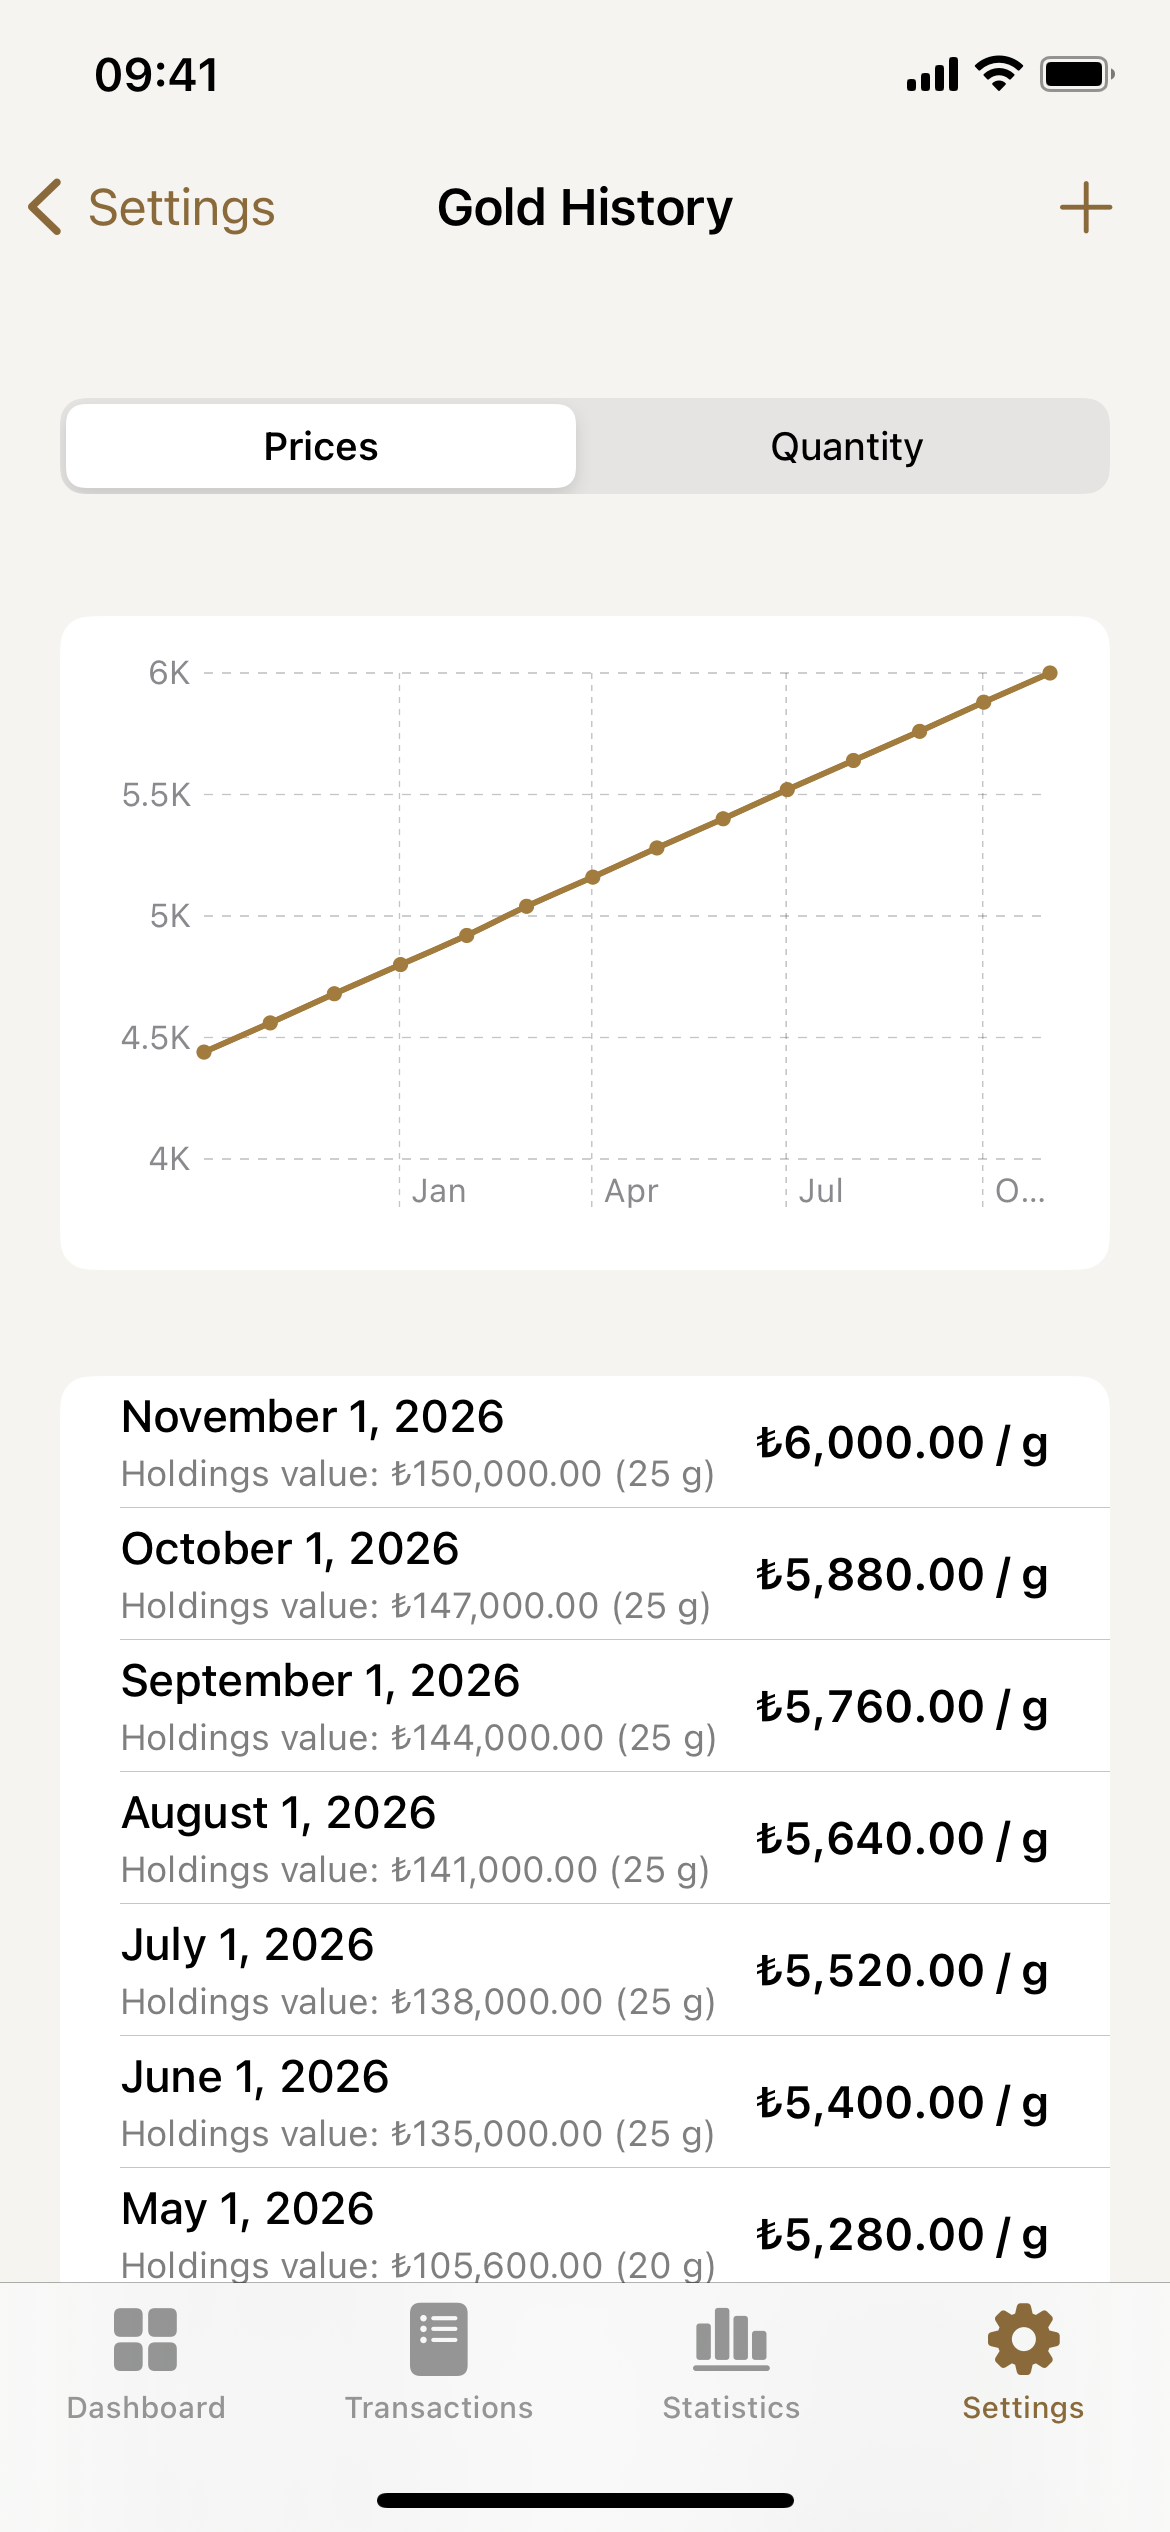 09:41
Settings
Gold History
Prices
Quantity
6K
5.5K
5K
4.5K
4K
Jan
Apr
Jul
O...
November 1, 2026
Holdings value: ₺150,000.00 (25 g)
₺6,000.00 / g
October 1, 2026
Holdings value: ₺147,000.00 (25 g)
₺5,880.00 / g
September 1, 2026
Holdings value: ₺144,000.00 (25 g)
₺5,760.00 / g
August 1, 2026
Holdings value: ₺141,000.00 (25 g)
₺5,640.00 / g
July 1, 2026
Holdings value: ₺138,000.00 (25 g)
₺5,520.00 / g
June 1, 2026
Holdings value: ₺135,000.00 (25 g)
₺5,400.00 / g
May 1, 2026
Holdings value: ₺105,600.00 (20 g)
₺5,280.00 / g
Dashboard
Transactions
Statistics
Settings